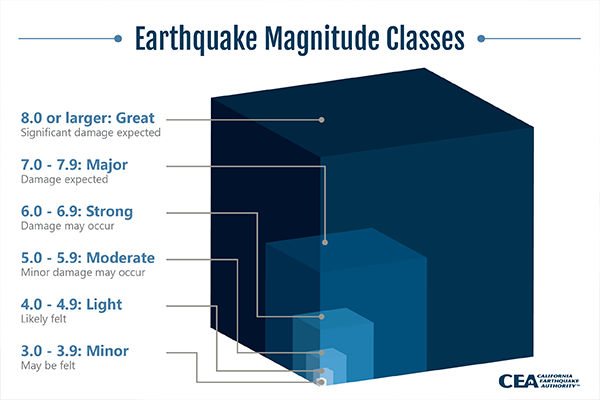 Earthquake Magnitude Classes
8.0 or larger: Great
Significant damage expected
7.0 - 7.9: Major
Damage expected
6.0 - 6.9: Strong
Damage may occur
5.0 - 5.9: Moderate
Minor damage may occur
4.0 - 4.9: Light
Likely felt
3.0 - 3.9: Minor
May be felt
CEA CALIFORNIA
EARTHQUAKE
AUTHORITY™